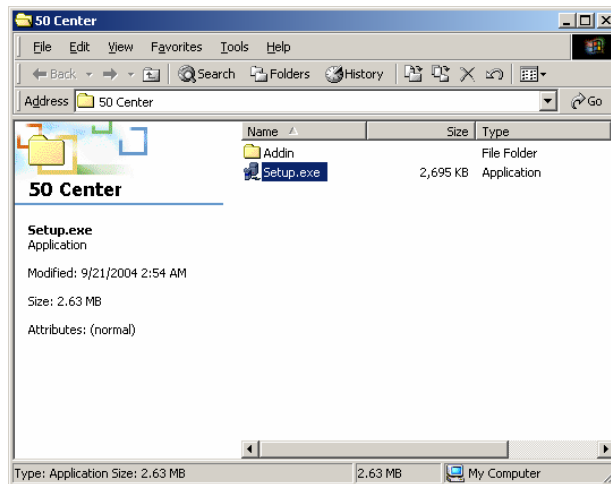 50 Center
File Edit View Favorites Tools Help
Back Search Folders History
Address 50 Center Go
Name Size Type
Addin File Folder
Setup.exe 2,695 KB Application
50 Center
Setup.exe
Application
Modified: 9/21/2004 2:54 AM
Size: 2.63 MB
Attributes: (normal)
Type: Application Size: 2.63 MB 2.63 MB My Computer